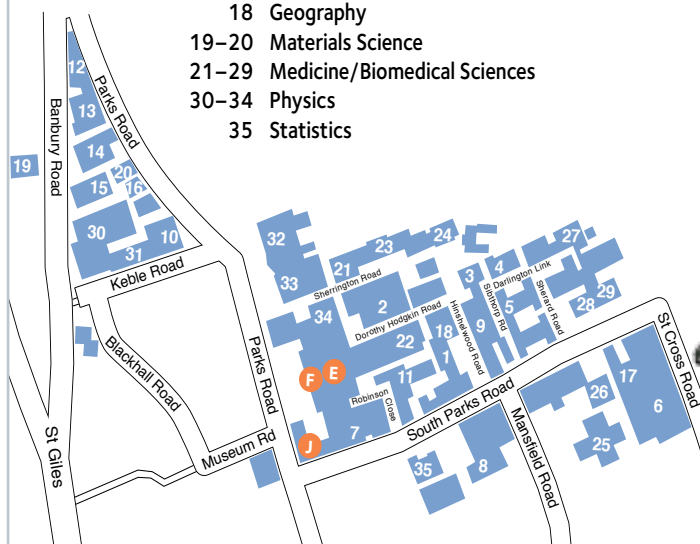 18 Geography
19–20 Materials Science
21–29 Medicine/Biomedical Sciences
30–34 Physics
35 Statistics
12
Parks Road
Banbury Road
13
14
19
20
15
16
30
10
31
Keble Road
32
33
21
23
24
27
Sherrington Road
3
4
Darlington Link
34
2
Dorothy Hodgkin Road
Hinshelwood Road
Sibthorp Rd
5
Sherard Road
29
28
18
9
22
1
F
E
11
Robinson Close
Parks Road
Blackhall Road
St Cross Road
17
26
6
South Parks Road
J
7
Museum Rd
St Giles
Mansfield Road
25
35
8